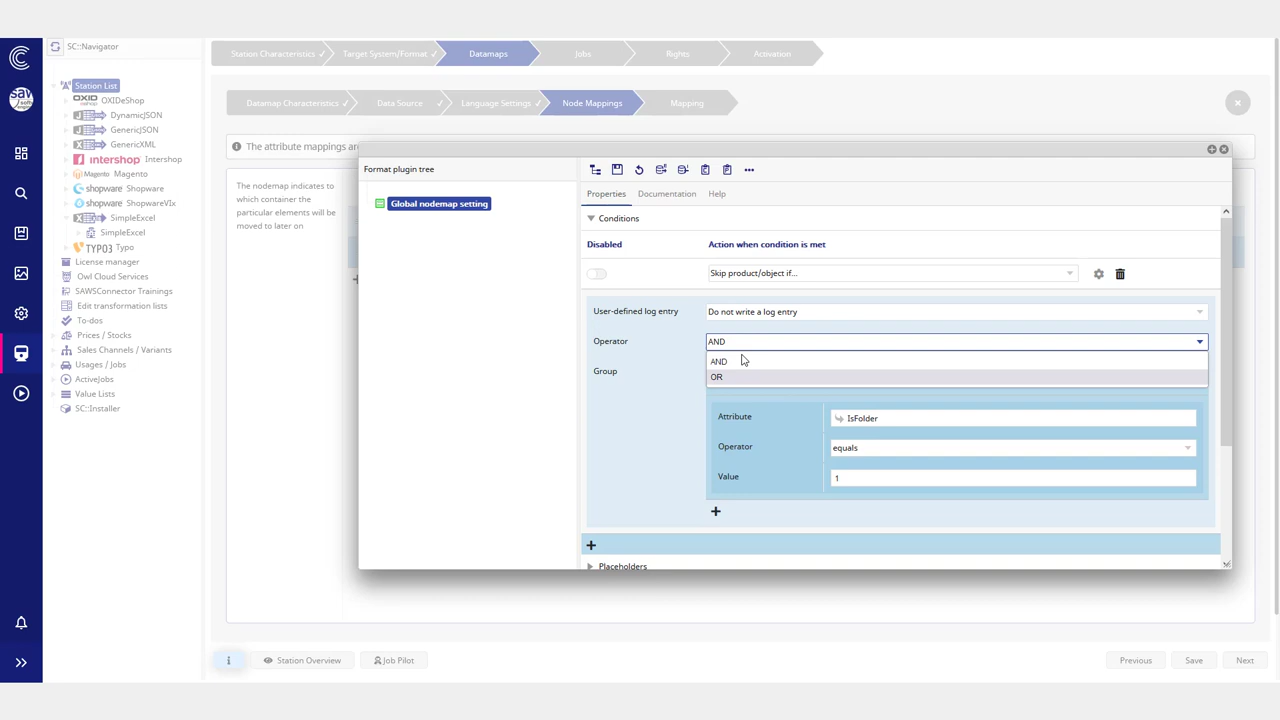 SC::Navigator
Station Characteristics ✓
Target System/Format ✓
Datamaps
Jobs
Rights
Activation
Station List
OXIDeShop
DynamicJSON
GenericJSON
GenericXML
intershop Intershop
Magento Magento
shopware Shopware
shopware ShopwareVIx
SimpleExcel
SimpleExcel
TYPO3 Typo
License manager
Owl Cloud Services
SAWSConnector Trainings
Edit transformation lists
To-dos
Prices / Stocks
Sales Channels / Variants
Usages / Jobs
ActiveJobs
Value Lists
SC::Installer
Datamap Characteristics ✓
Data Source ✓
Language Settings ✓
Node Mappings
Mapping
The attribute mappings are
The nodemap indicates to
which container the
particular elements will be
moved to later on
Format plugin tree
Global nodemap setting
Properties
Documentation
Help
Conditions
Disabled
Action when condition is met
Skip product/object if...
User-defined log entry
Do not write a log entry
Operator
AND
AND
OR
Group
Attribute
IsFolder
Operator
equals
Value
1
Placeholders
Station Overview
Job Pilot
Previous
Save
Next